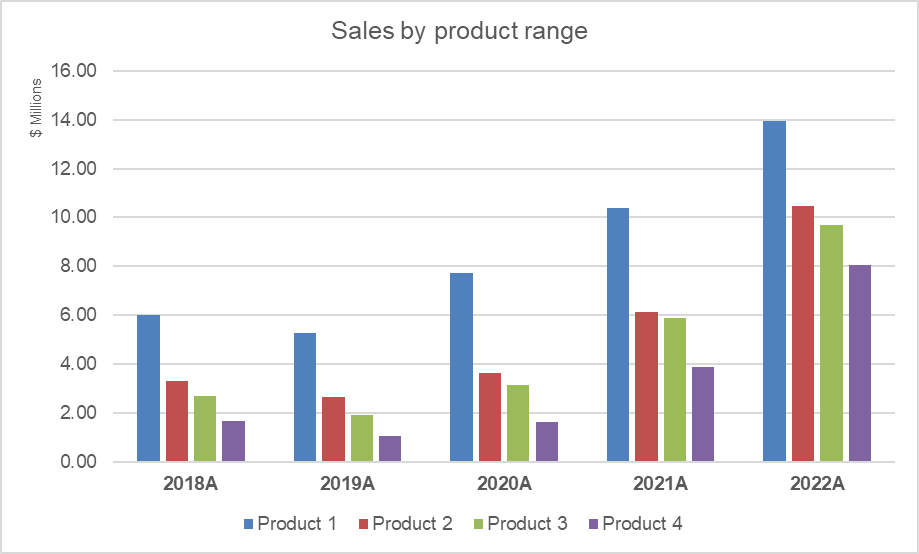 Sales by product range
$ Millions
16.00
14.00
12.00
10.00
8.00
6.00
4.00
2.00
0.00
2018A 2019A 2020A 2021A 2022A
Product 1 Product 2 Product 3 Product 4